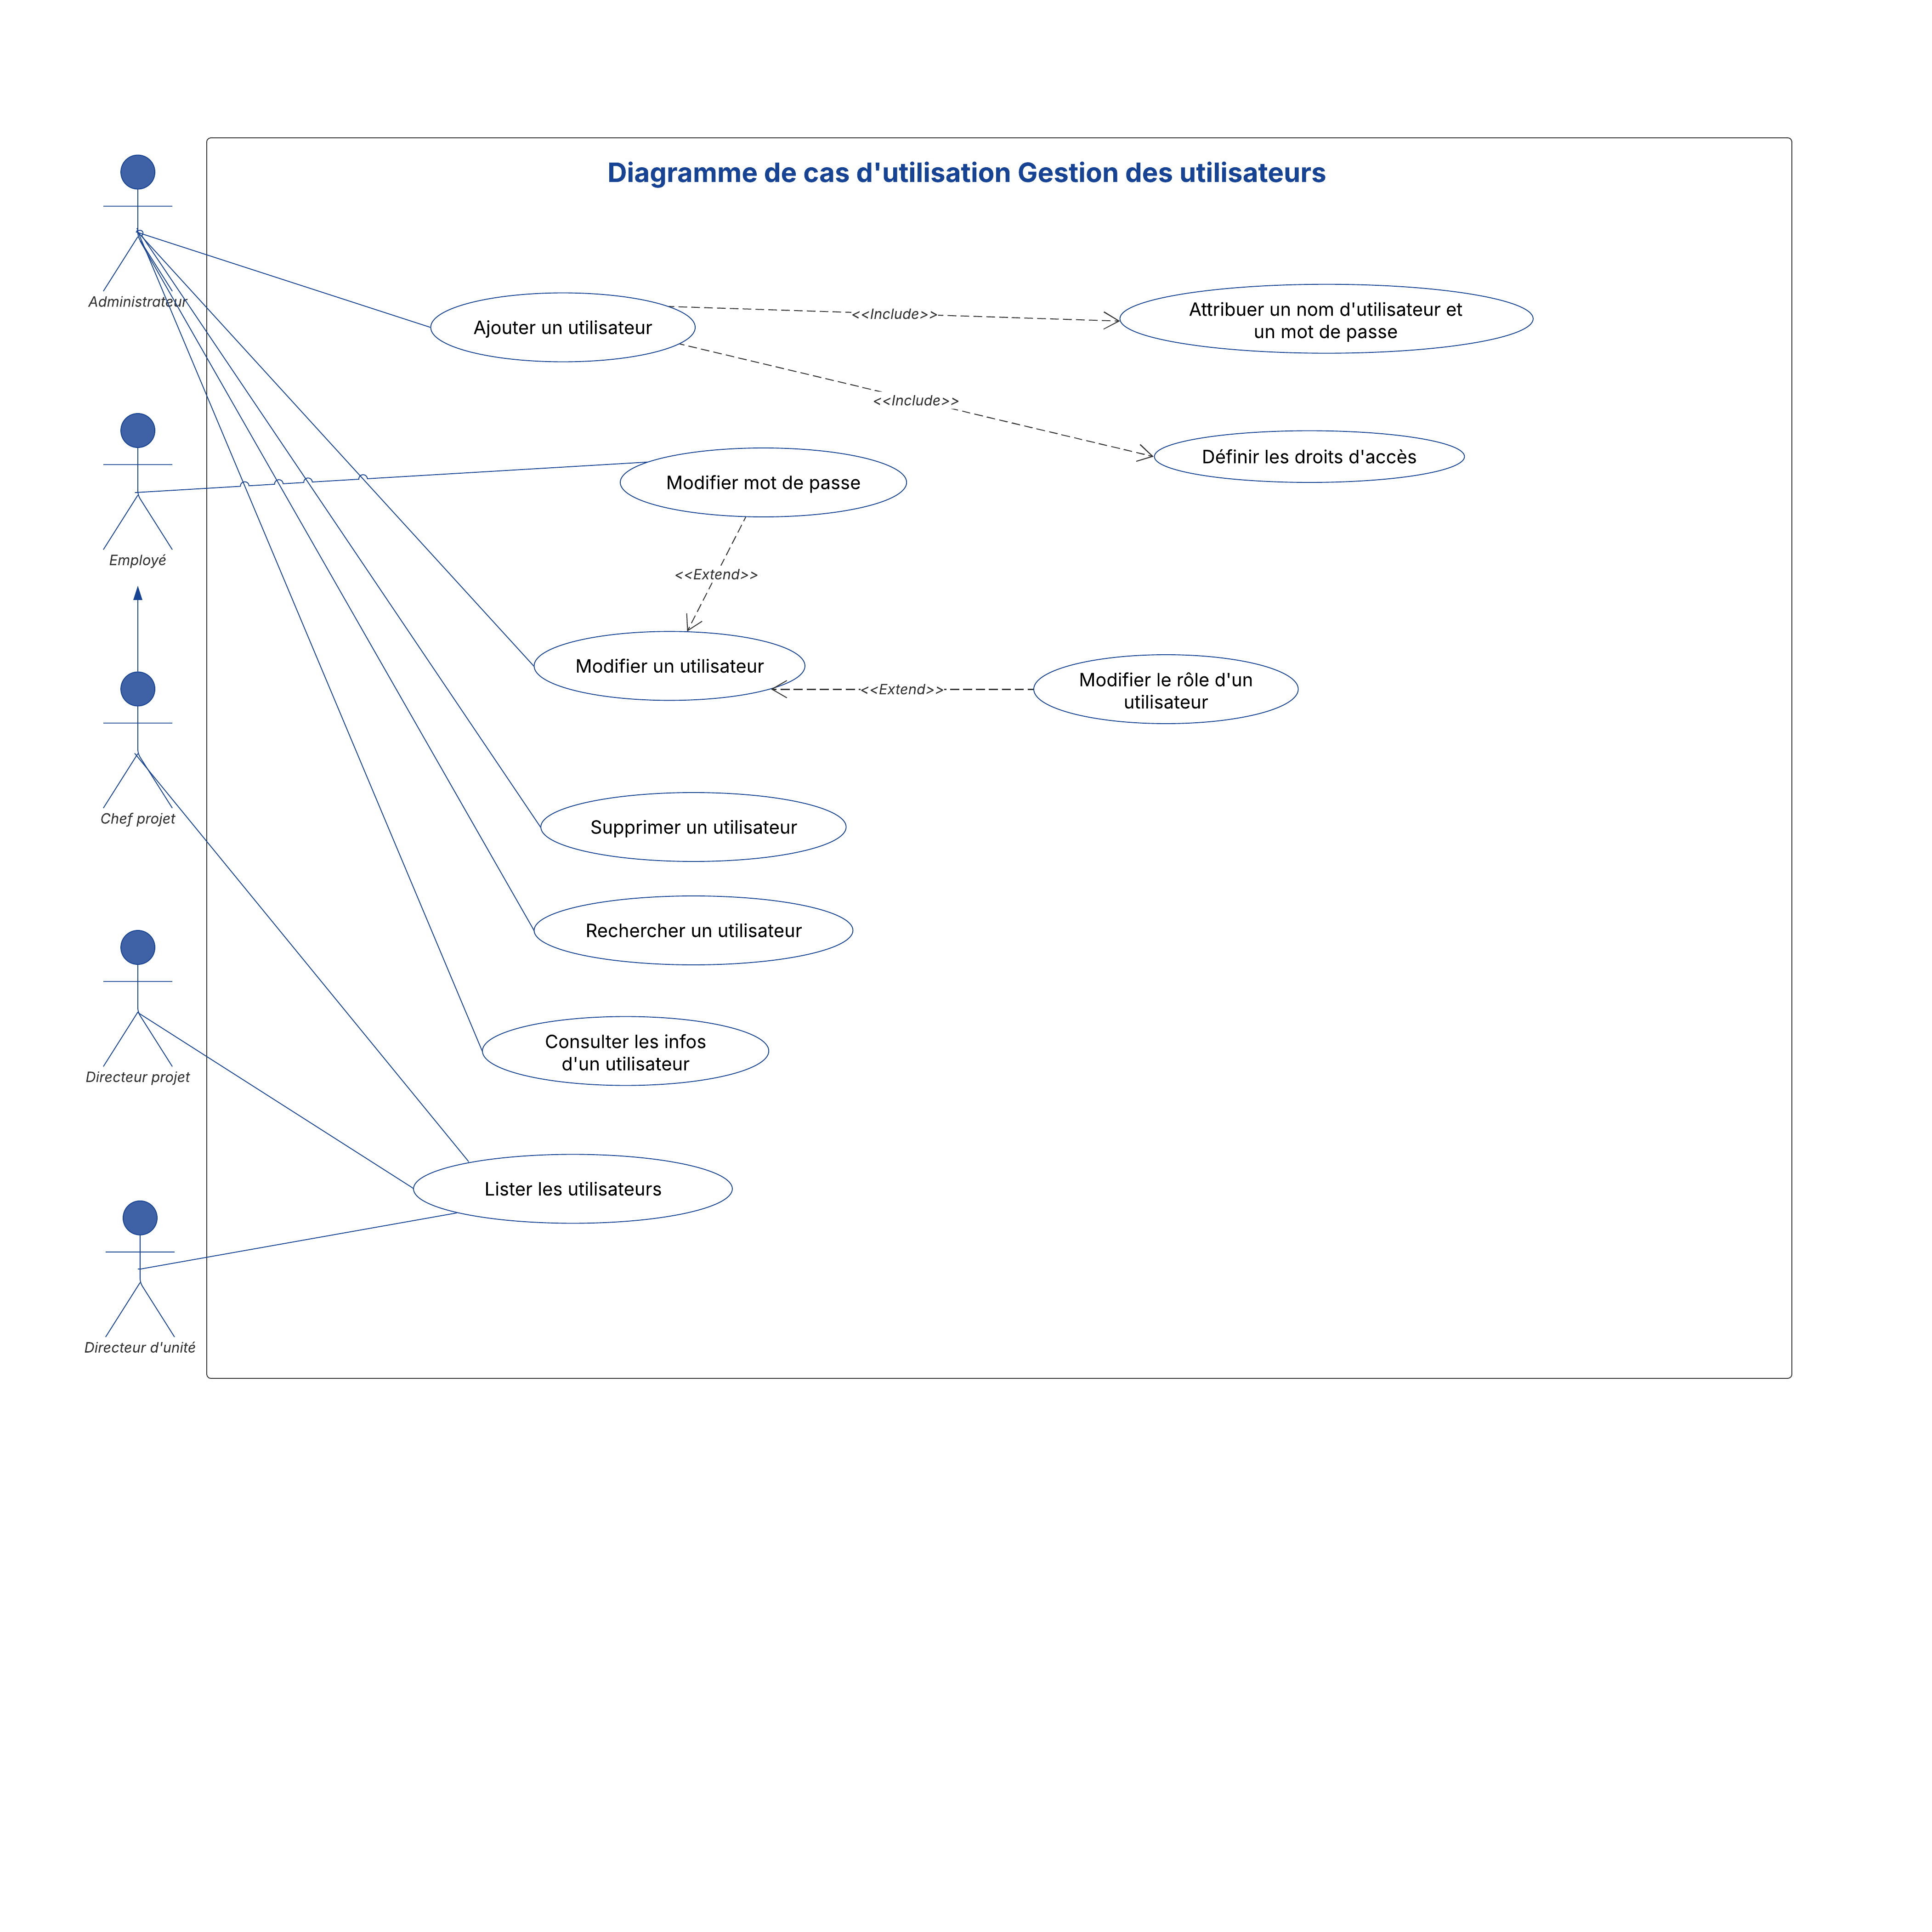 Diagramme de cas d'utilisation Gestion des utilisateurs
Administrateur
Ajouter un utilisateur
<<Include>>
Attribuer un nom d'utilisateur et
un mot de passe
<<Include>>
Définir les droits d'accès
Employé
Modifier mot de passe
<<Extend>>
Modifier un utilisateur
<<Extend>>
Modifier le rôle d'un
utilisateur
Chef projet
Supprimer un utilisateur
Rechercher un utilisateur
Consulter les infos
d'un utilisateur
Directeur projet
Lister les utilisateurs
Directeur d'unité